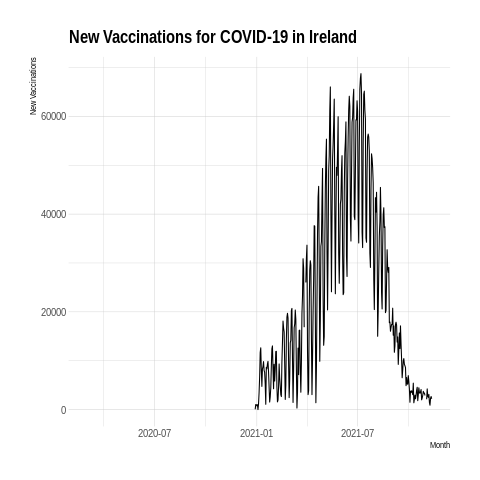 New Vaccinations for COVID-19 in Ireland
New Vaccinations
60000
40000
20000
0
2020-07
2021-01
2021-07
Month